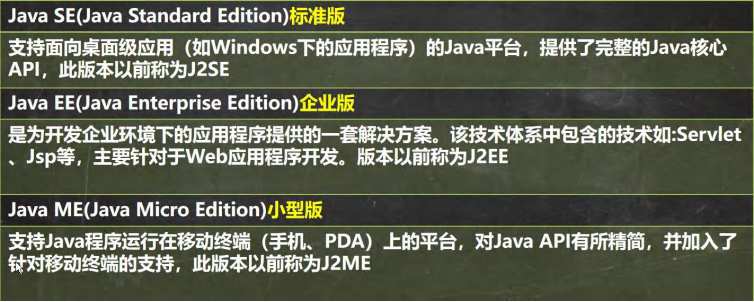 Java SE(Java Standard Edition)标准版
支持面向桌面级应用（如Windows下的应用程序）的Java平台，提供了完整的Java核心
API，此版本以前称为J2SE
Java EE(Java Enterprise Edition)企业版
是为开发企业环境下的应用程序提供的一套解决方案。该技术体系中包含的技术如:Servlet
、Jsp等，主要针对于Web应用程序开发。版本以前称为J2EE
Java ME(Java Micro Edition)小型版
支持Java程序运行在移动终端（手机、PDA）上的平台，对Java API有所精简，并加入了
针对移动终端的支持，此版本以前称为J2ME